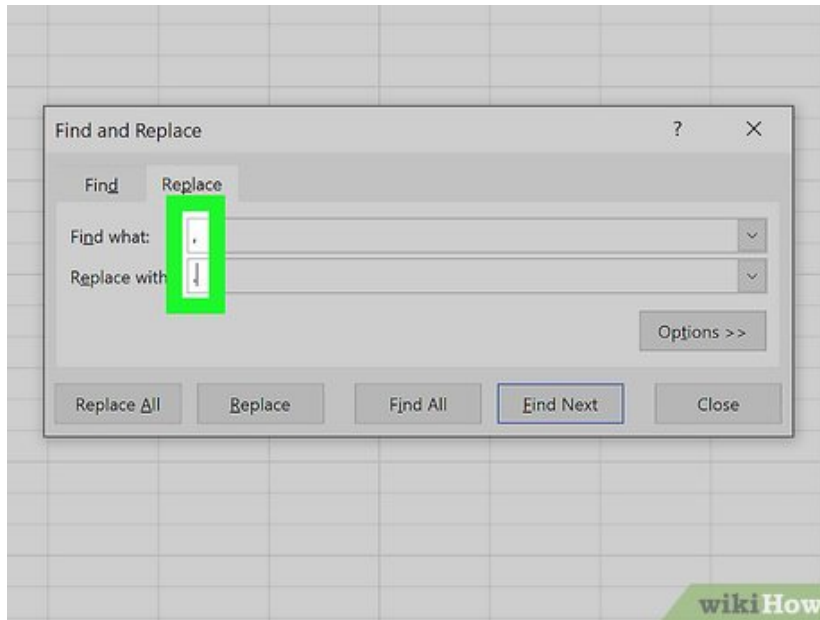 Find and Replace ?
Find Replace
Find what: ,
Replace with .
Options >>
Replace All Replace Find All Find Next Close
wikiHow